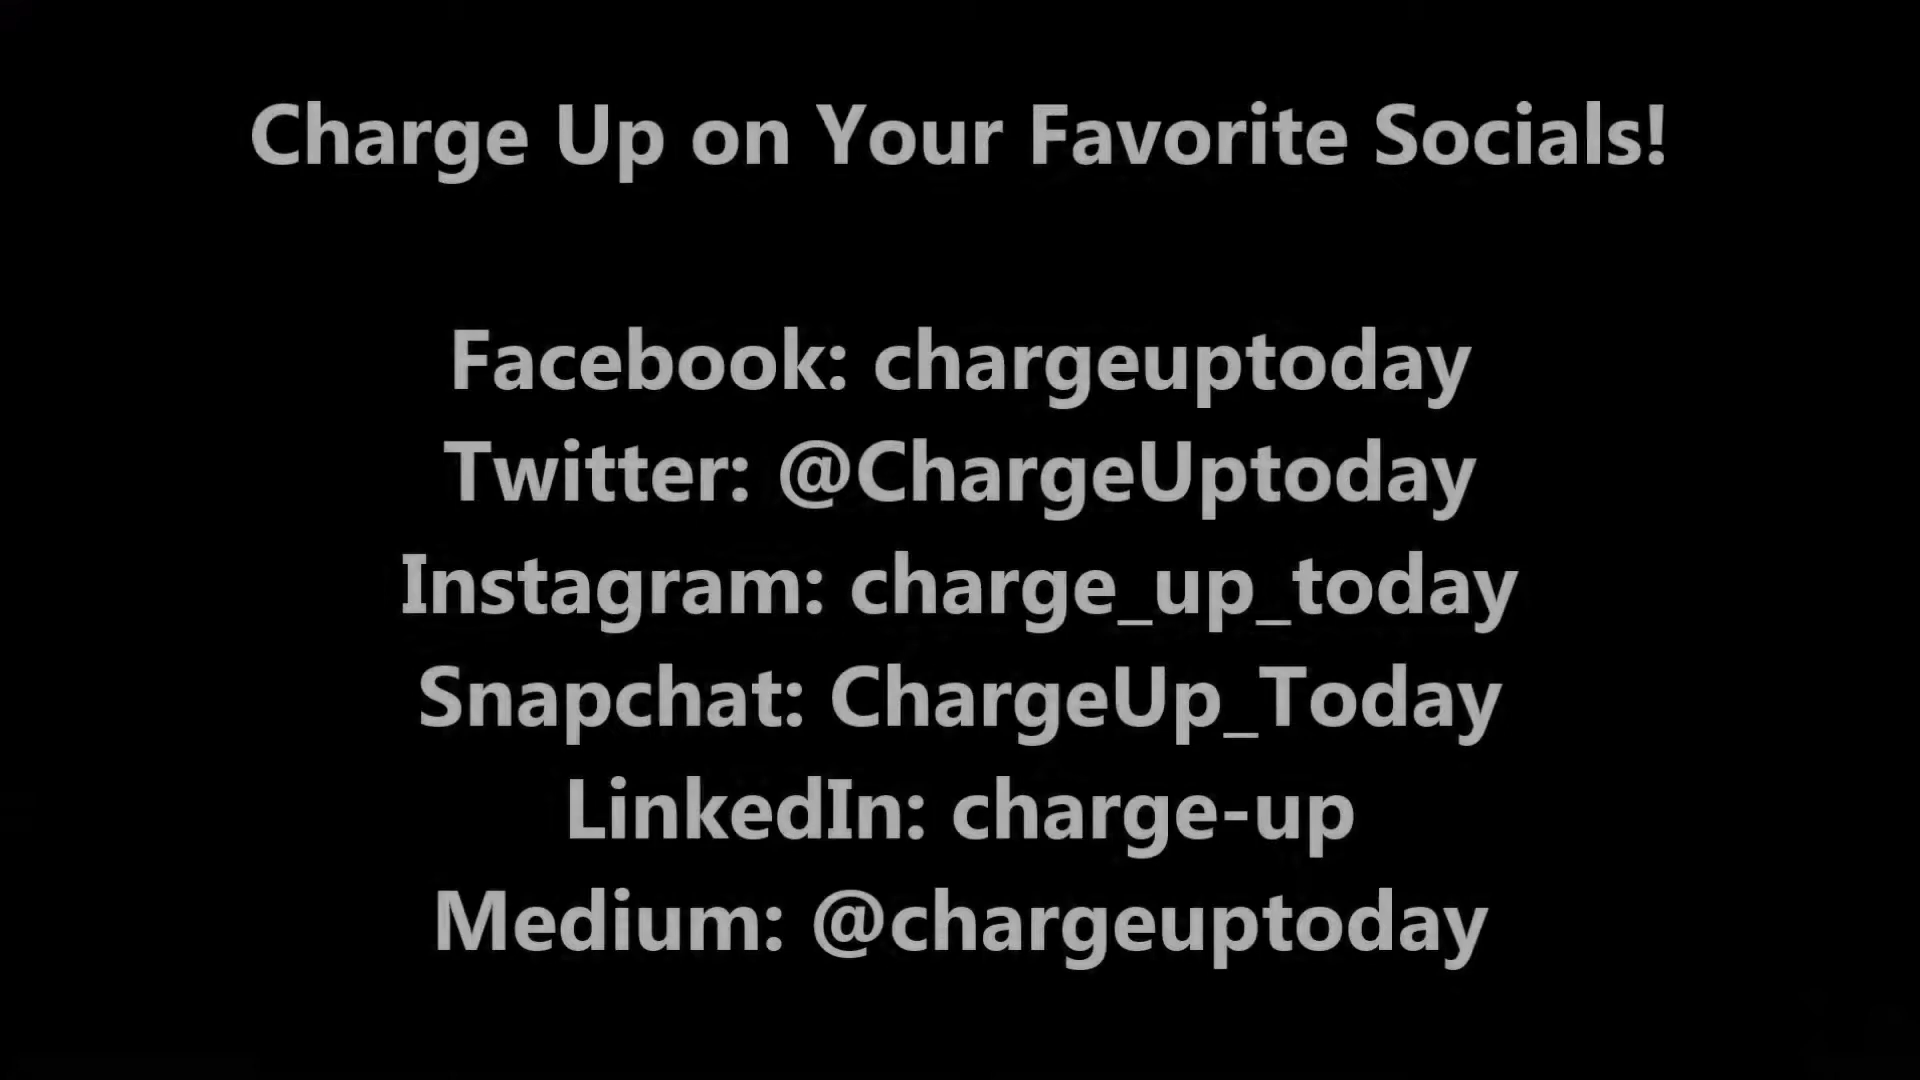 Charge Up on Your Favorite Socials!
Facebook: chargeuptoday
Twitter: @ChargeUptoday
Instagram: charge_up_today
Snapchat: ChargeUp_Today
LinkedIn: charge-up
Medium: @chargeuptoday